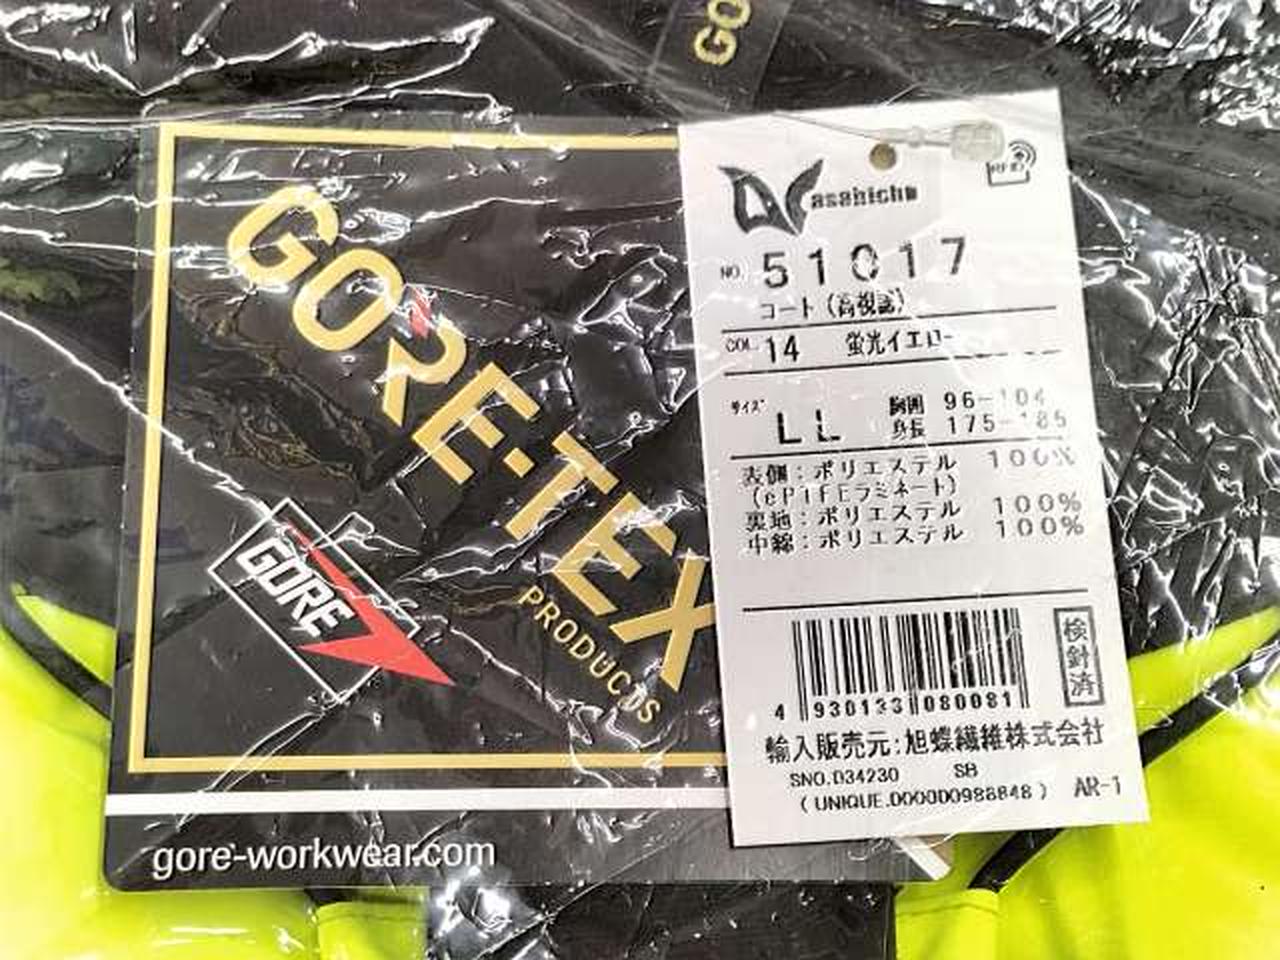 GO
GORE-TEX
PRODUCTS
GORE
gore-workwear.com
asahicho
RFID
NO. 51017
コート(高視認)
COL. 14 蛍光イエロー
サイズ LL 胸囲 96-104
身長 175-185
表側:ポリエステル 100%
(ePTFEラミネート)
裏地:ポリエステル 100%
中綿:ポリエステル 100%
検針済
4 930133 080081
輸入販売元:旭蝶繊維株式会社
SNO.034230 SB
(UNIQUE.0000D0988848) AR-1